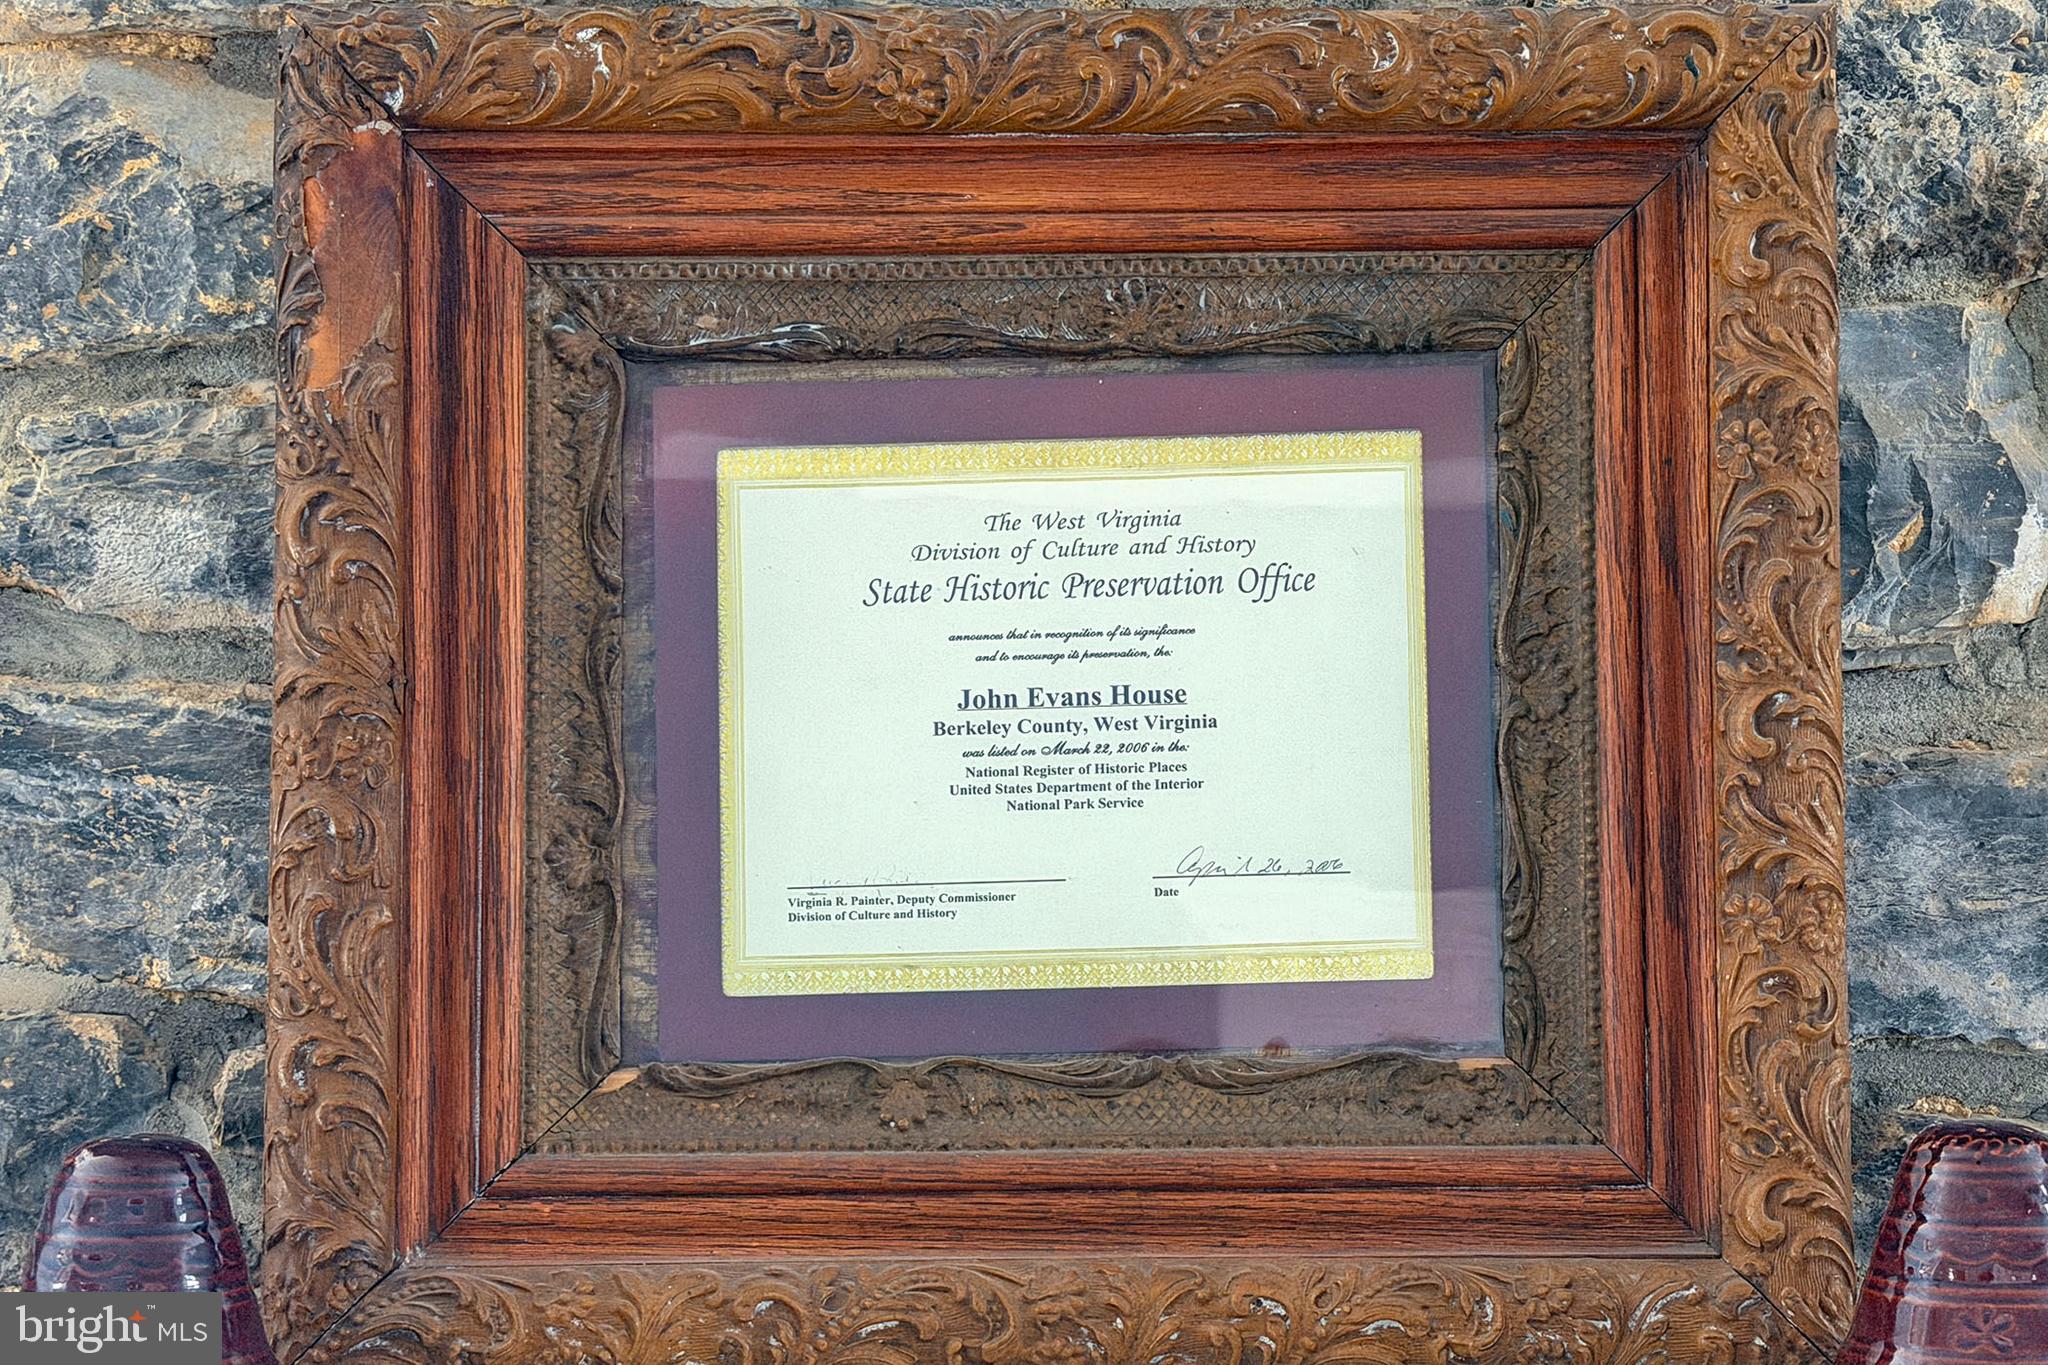 The West Virginia
Division of Culture and History
State Historic Preservation Office
announces that in recognition of its significance
and to encourage its preservation, the:
John Evans House
Berkeley County, West Virginia
was listed on March 22, 2006 in the:
National Register of Historic Places
United States Department of the Interior
National Park Service
April 26, 2006
Virginia R. Painter, Deputy Commissioner
Division of Culture and History
Date
bright™ MLS